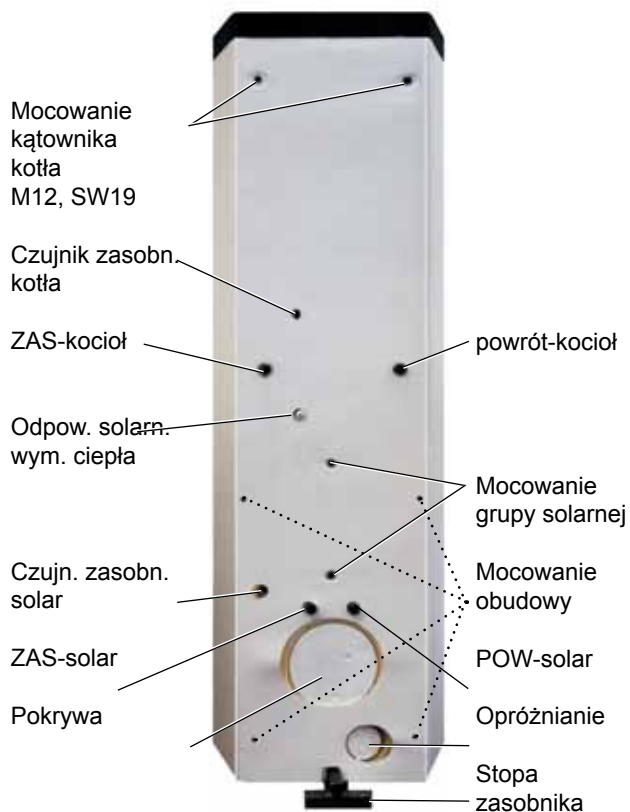 Mocowanie
kątownika
kotła
M12, SW19
Czujnik zasobn.
kotła
ZAS-kocioł
powrót-kocioł
Odpow. solarn.
wym. ciepła
Mocowanie
grupy solarnej
Czujn. zasobn.
solar
Mocowanie
obudowy
ZAS-solar
POW-solar
Pokrywa
Opróżnianie
Stopa
zasobnika